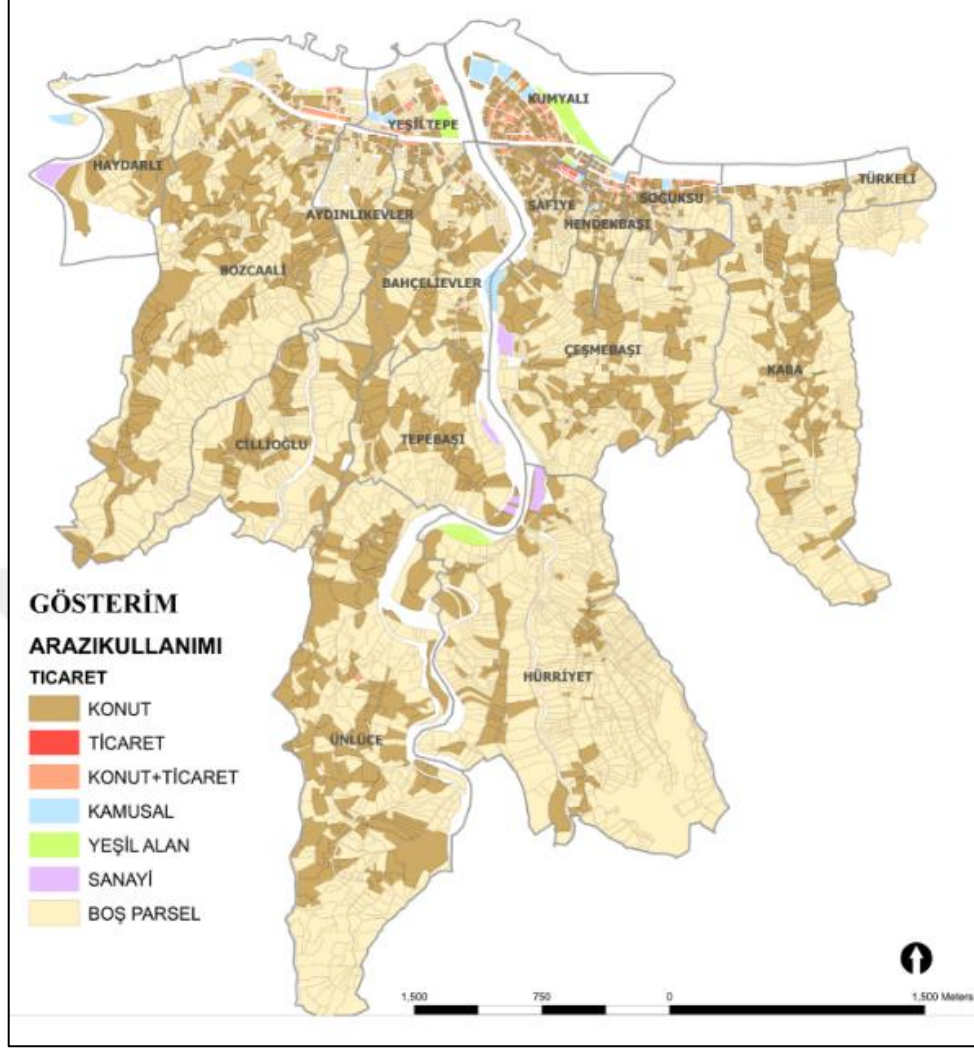 KUMYALI
YEŞİLTEPE
HAYDARLI
TÜRKELİ
SOĞUKSU
SAFİYE
AYDINLIKEVLER
HENDEKBAŞI
BOZCAALİ
BAHÇELİEVLER
ÇEŞMEBAŞI
KABA
CİLLİOĞLU
TEPEBAŞI
HÜRRİYET
ÜNLÜCE
GÖSTERİM
ARAZIKULLANIMI
TICARET
KONUT
TİCARET
KONUT+TİCARET
KAMUSAL
YEŞİL ALAN
SANAYİ
BOŞ PARSEL
1,500 750 0 1,500 Meters